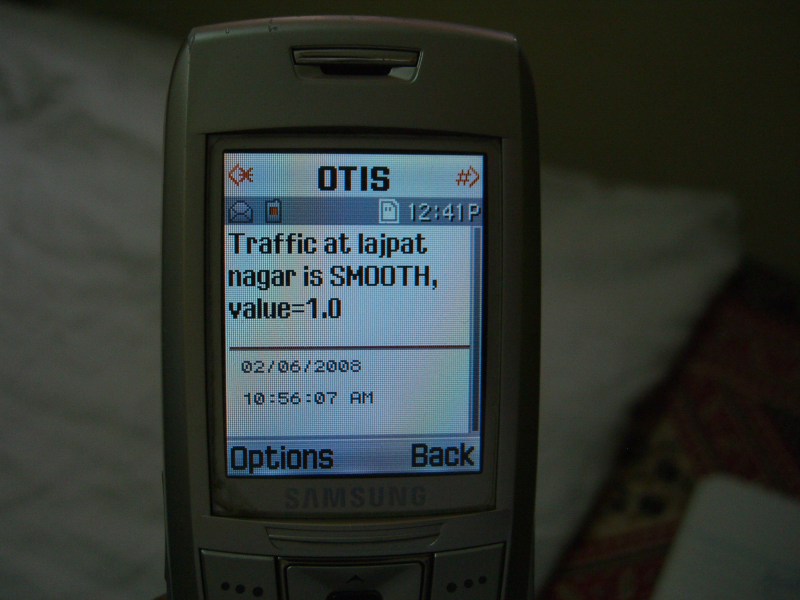 OTIS
12:41P
Traffic at lajpat
nagar is SMOOTH,
value=1.0
02/06/2008
10:56:07 AM
Options Back
SAMSUNG